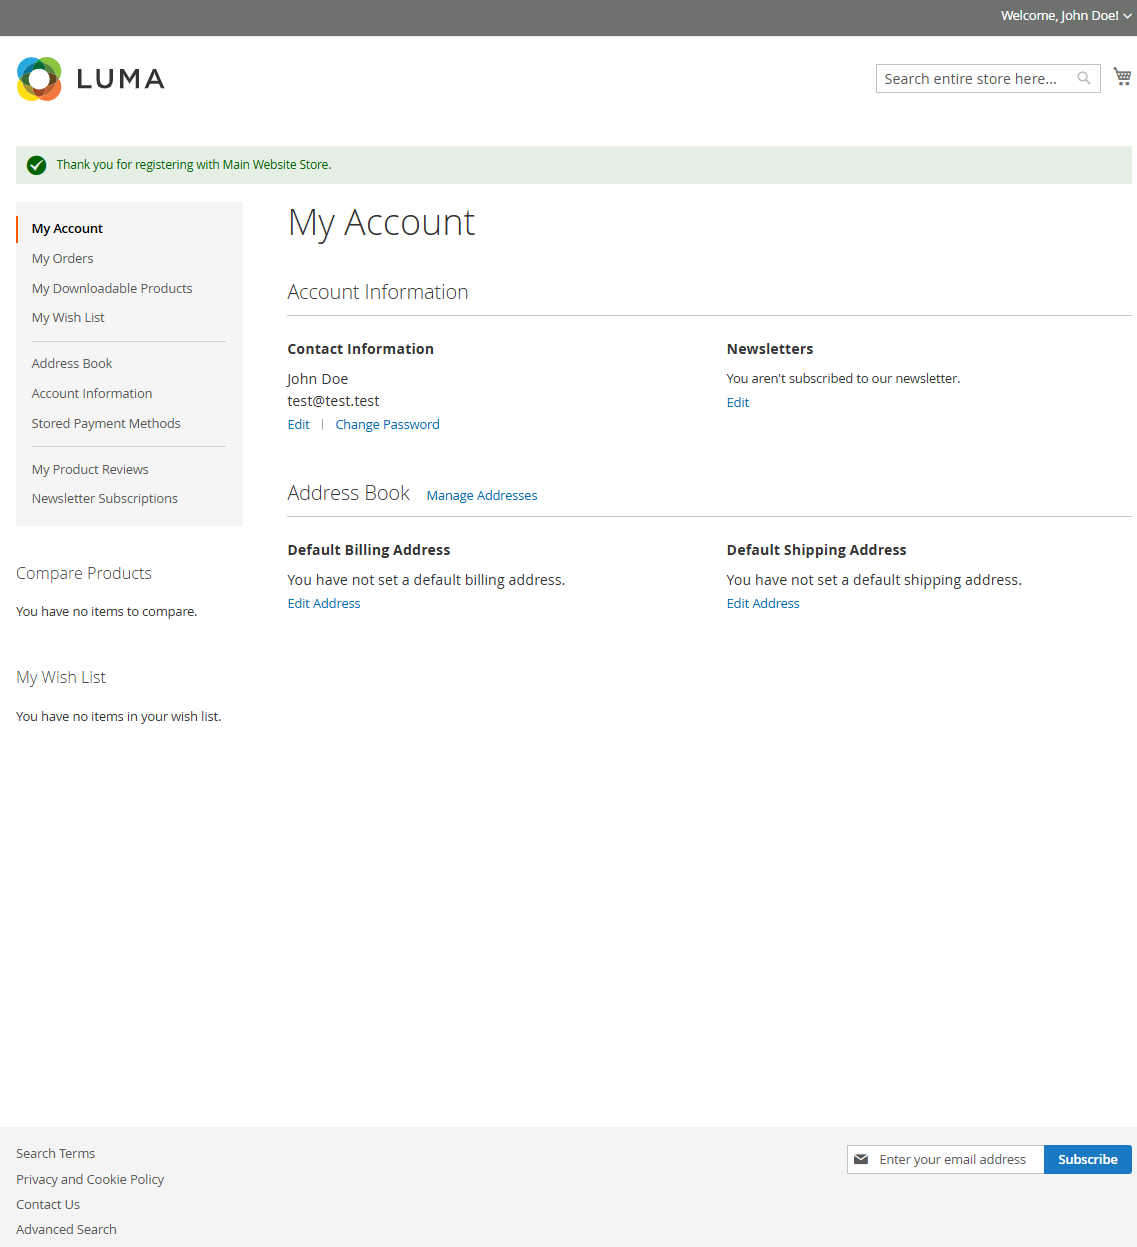 Welcome, John Doe!
LUMA
Search entire store here...
Thank you for registering with Main Website Store.
My Account
My Orders
My Downloadable Products
My Wish List
Address Book
Account Information
Stored Payment Methods
My Product Reviews
Newsletter Subscriptions
Compare Products
You have no items to compare.
My Wish List
You have no items in your wish list.
My Account
Account Information
Contact Information
John Doe
test@test.test
Edit | Change Password
Newsletters
You aren't subscribed to our newsletter.
Edit
Address Book Manage Addresses
Default Billing Address
You have not set a default billing address.
Edit Address
Default Shipping Address
You have not set a default shipping address.
Edit Address
Search Terms
Privacy and Cookie Policy
Contact Us
Advanced Search
Enter your email address
Subscribe